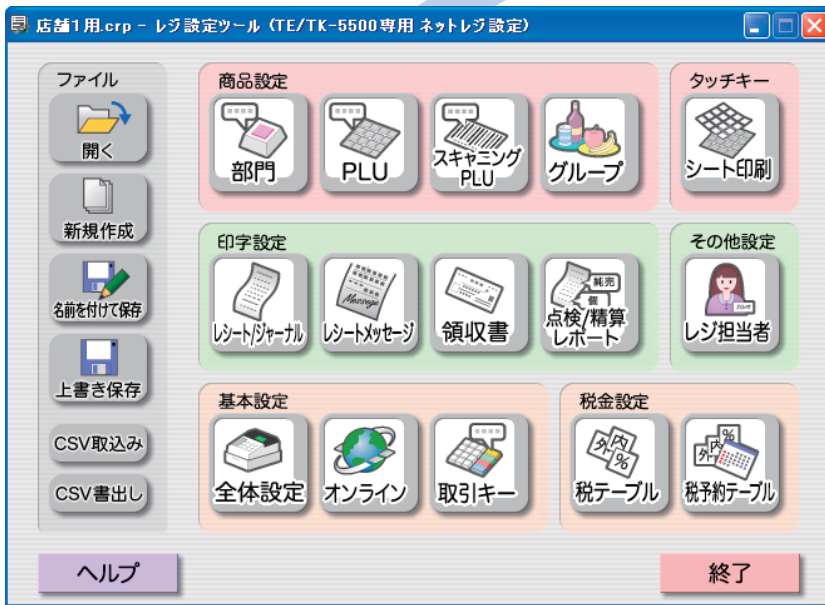 店舗1用.crp - レジ設定ツール (TE/TK-5500専用 ネットレジ設定)
ファイル
開く
新規作成
名前を付けて保存
上書き保存
CSV取込み
CSV書出し
商品設定
部門
PLU
スキャニング
PLU
グループ
タッチキー
シート印刷
印字設定
レシート/ジャーナル
Message
レシートメッセージ
領収書
純売
個
点検/精算
レポート
その他設定
レジ担当者
基本設定
全体設定
オンライン
取引キー
税金設定
外 内 %
税テーブル
外 内 %
税予約テーブル
ヘルプ
終了